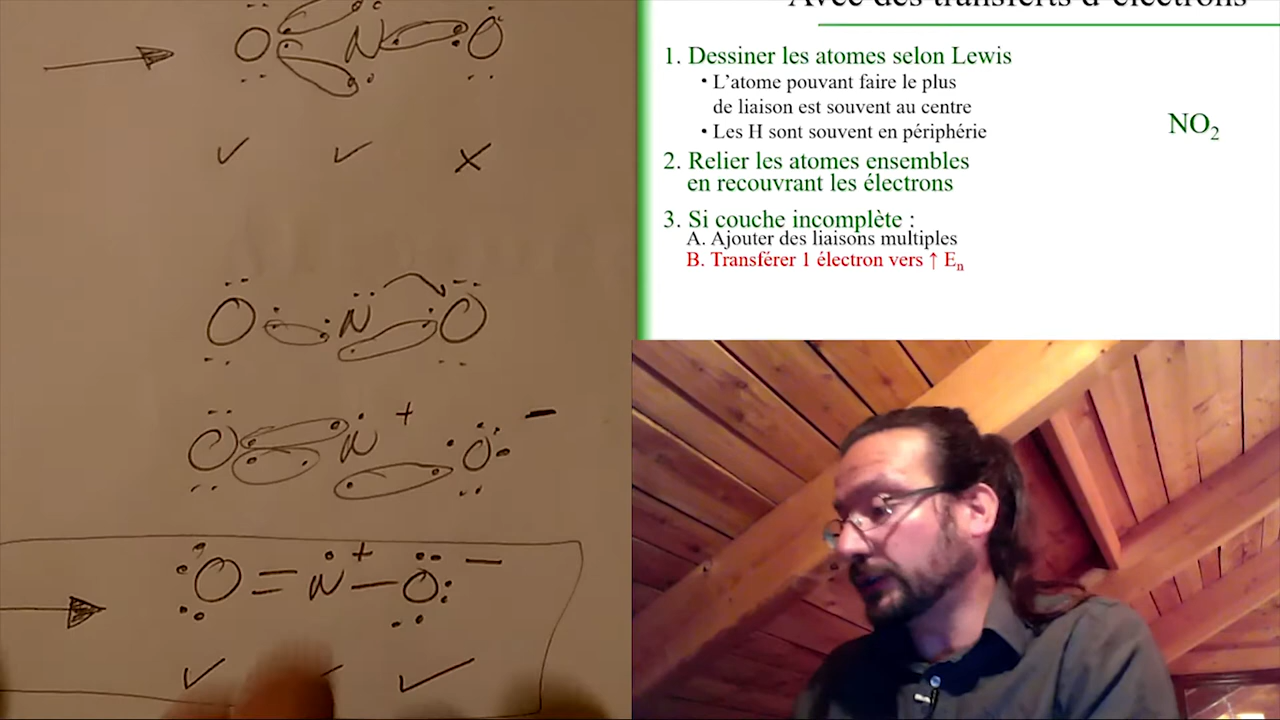 O N O
✓ ✓ X
O N O
O N + O –
O = N + – O –
✓ ✓ ✓
Avec des transferts d'électrons
1. Dessiner les atomes selon Lewis
• L'atome pouvant faire le plus
de liaison est souvent au centre
• Les H sont souvent en périphérie
NO₂
2. Relier les atomes ensembles
en recouvrant les électrons
3. Si couche incomplète :
A. Ajouter des liaisons multiples
B. Transférer 1 électron vers ↑ Eₙ